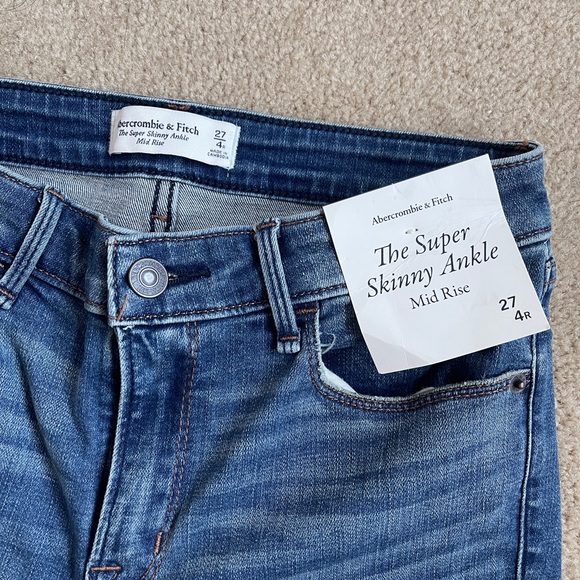 Abercrombie & Fitch
The Super Skinny Ankle
Mid Rise
27
4R
MADE IN
CAMBODIA
Abercrombie & Fitch
The Super
Skinny Ankle
Mid Rise
27
4R